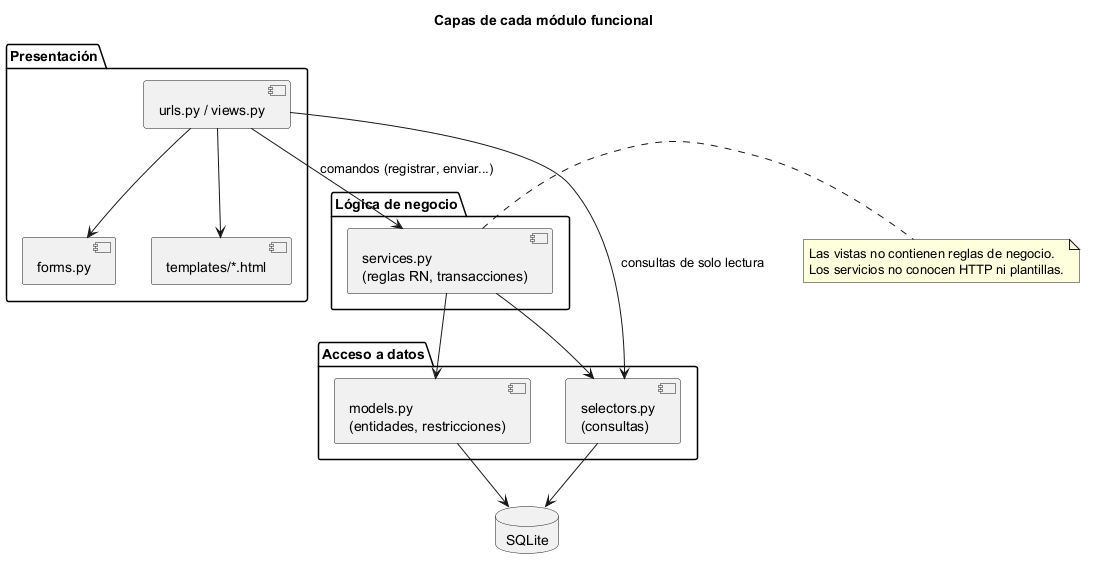 Capas de cada módulo funcional
Presentación
urls.py / views.py
comandos (registrar, enviar...)
forms.py
templates/*.html
Lógica de negocio
services.py
(reglas RN, transacciones)
consultas de solo lectura
Las vistas no contienen reglas de negocio.
Los servicios no conocen HTTP ni plantillas.
Acceso a datos
models.py
(entidades, restricciones)
selectors.py
(consultas)
SQLite